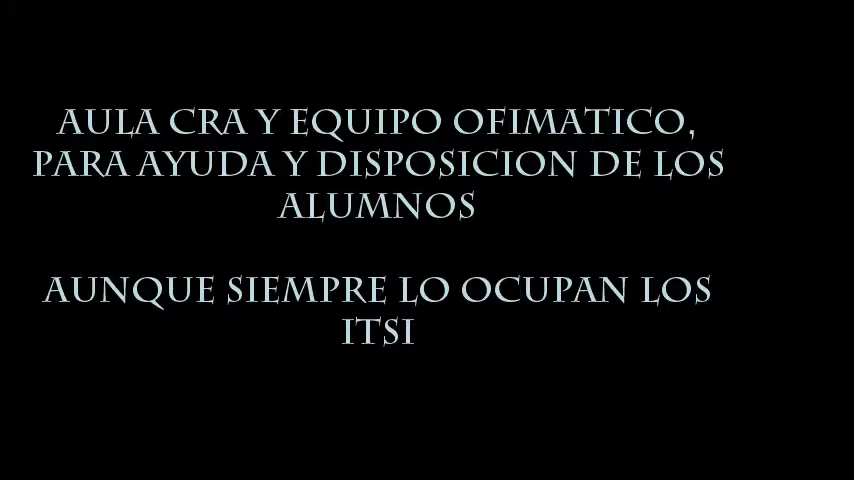 AULA CRA Y EQUIPO OFIMATICO,
PARA AYUDA Y DISPOSICION DE LOS
ALUMNOS
AUNQUE SIEMPRE LO OCUPAN LOS
ITSI